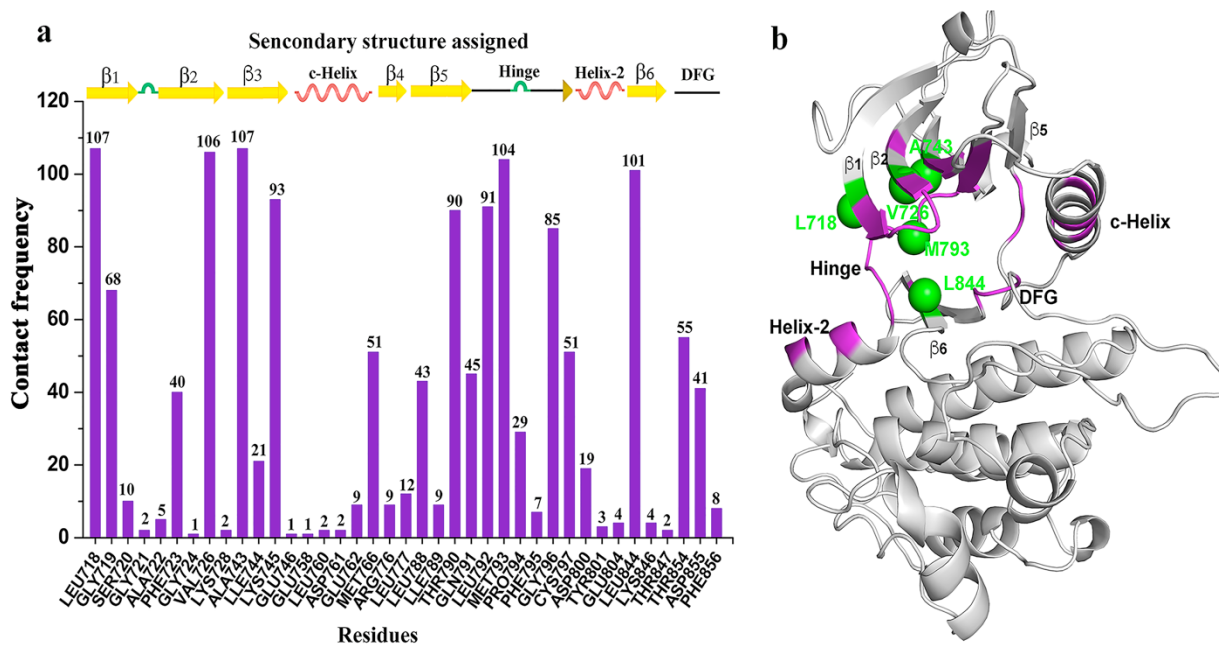 a
Sencondary structure assigned
β1
β2
β3
c-Helix
β4
β5
Hinge
Helix-2
β6
DFG
Contact frequency
120
100
80
60
40
20
0
107
68
10
2
5
40
1
106
2
107
21
93
1
1
2
2
9
51
9
12
43
9
90
45
91
104
29
7
85
51
19
3
4
101
4
2
55
41
8
LEU718
GLY719
SER720
GLY721
ALA722
PHE723
GLY724
VAL726
LYS728
ALA743
LLE744
LYS745
GLU746
GLU758
LEU760
ASP761
GLU762
MET766
ARG776
LEU777
LEU788
LLE789
THR790
GLN791
LEU792
MET793
PRO794
PHE795
GLY796
CYS797
ASP800
TYR801
GLU804
LEU844
THR847
THR854
ASP855
PHE856
Residues
b
β5
A743
β1
β2
L718
V726
c-Helix
M793
Hinge
L844
DFG
Helix-2
β6